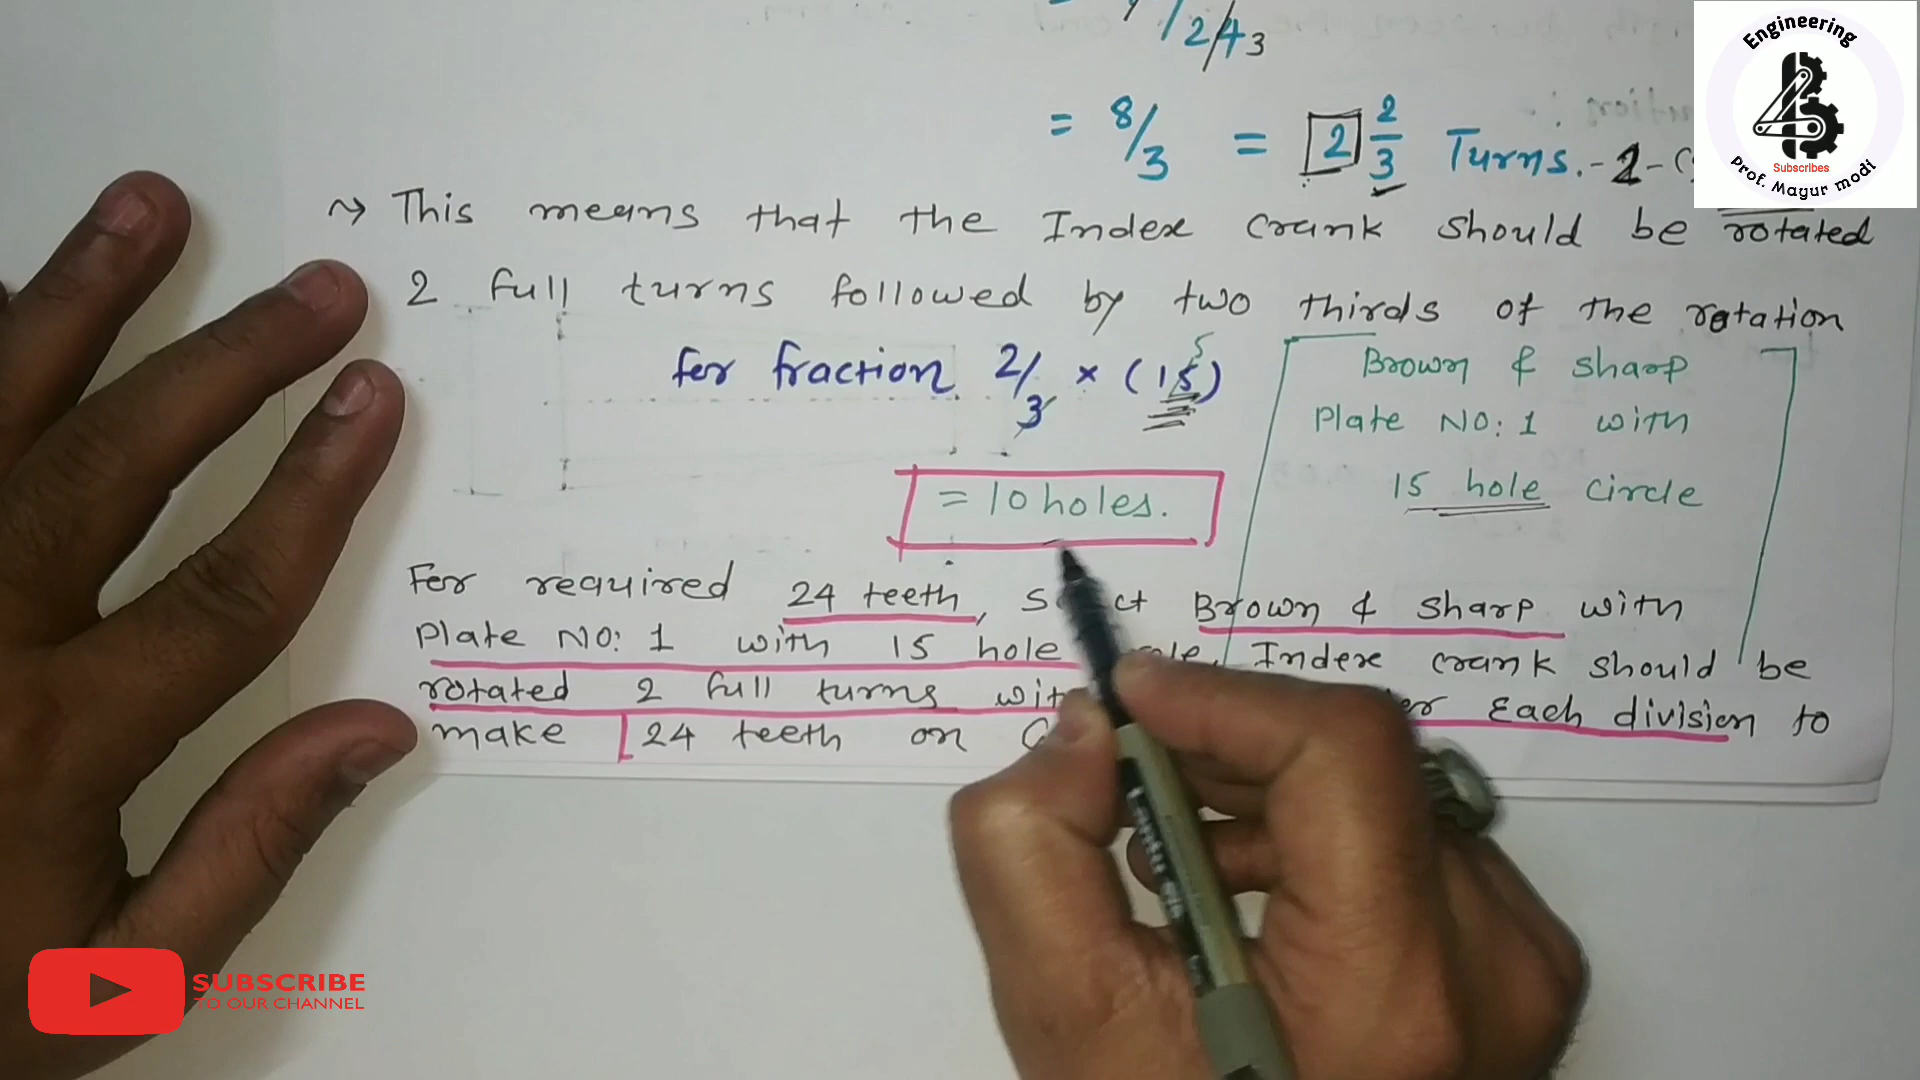 / 24 3
= 8/3 = 2 2/3 Turns. - 2 - (
~> This means that the Index crank should be rotated
2 full turns followed by two thirds of the rotation
for fraction 2/3 × (15) 5
= 10 holes.
Brown & sharp
Plate NO: 1 with
15 hole circle
For required 24 teeth, Brown & sharp with
Plate NO: 1 with 15 hole Index crank should be
rotated 2 full turns Each division to
make 24 teeth on
Engineering
Subscribes
Prof. Mayur modi
SUBSCRIBE
TO OUR CHANNEL
Lantu